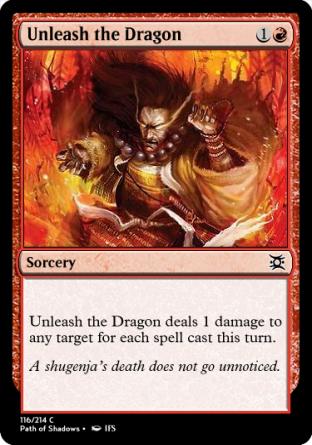 Unleash the Dragon 1
Sorcery
Unleash the Dragon deals 1 damage to
any target for each spell cast this turn.
A shugenja's death does not go unnoticed.
116/214 C
Path of Shadows • IFS